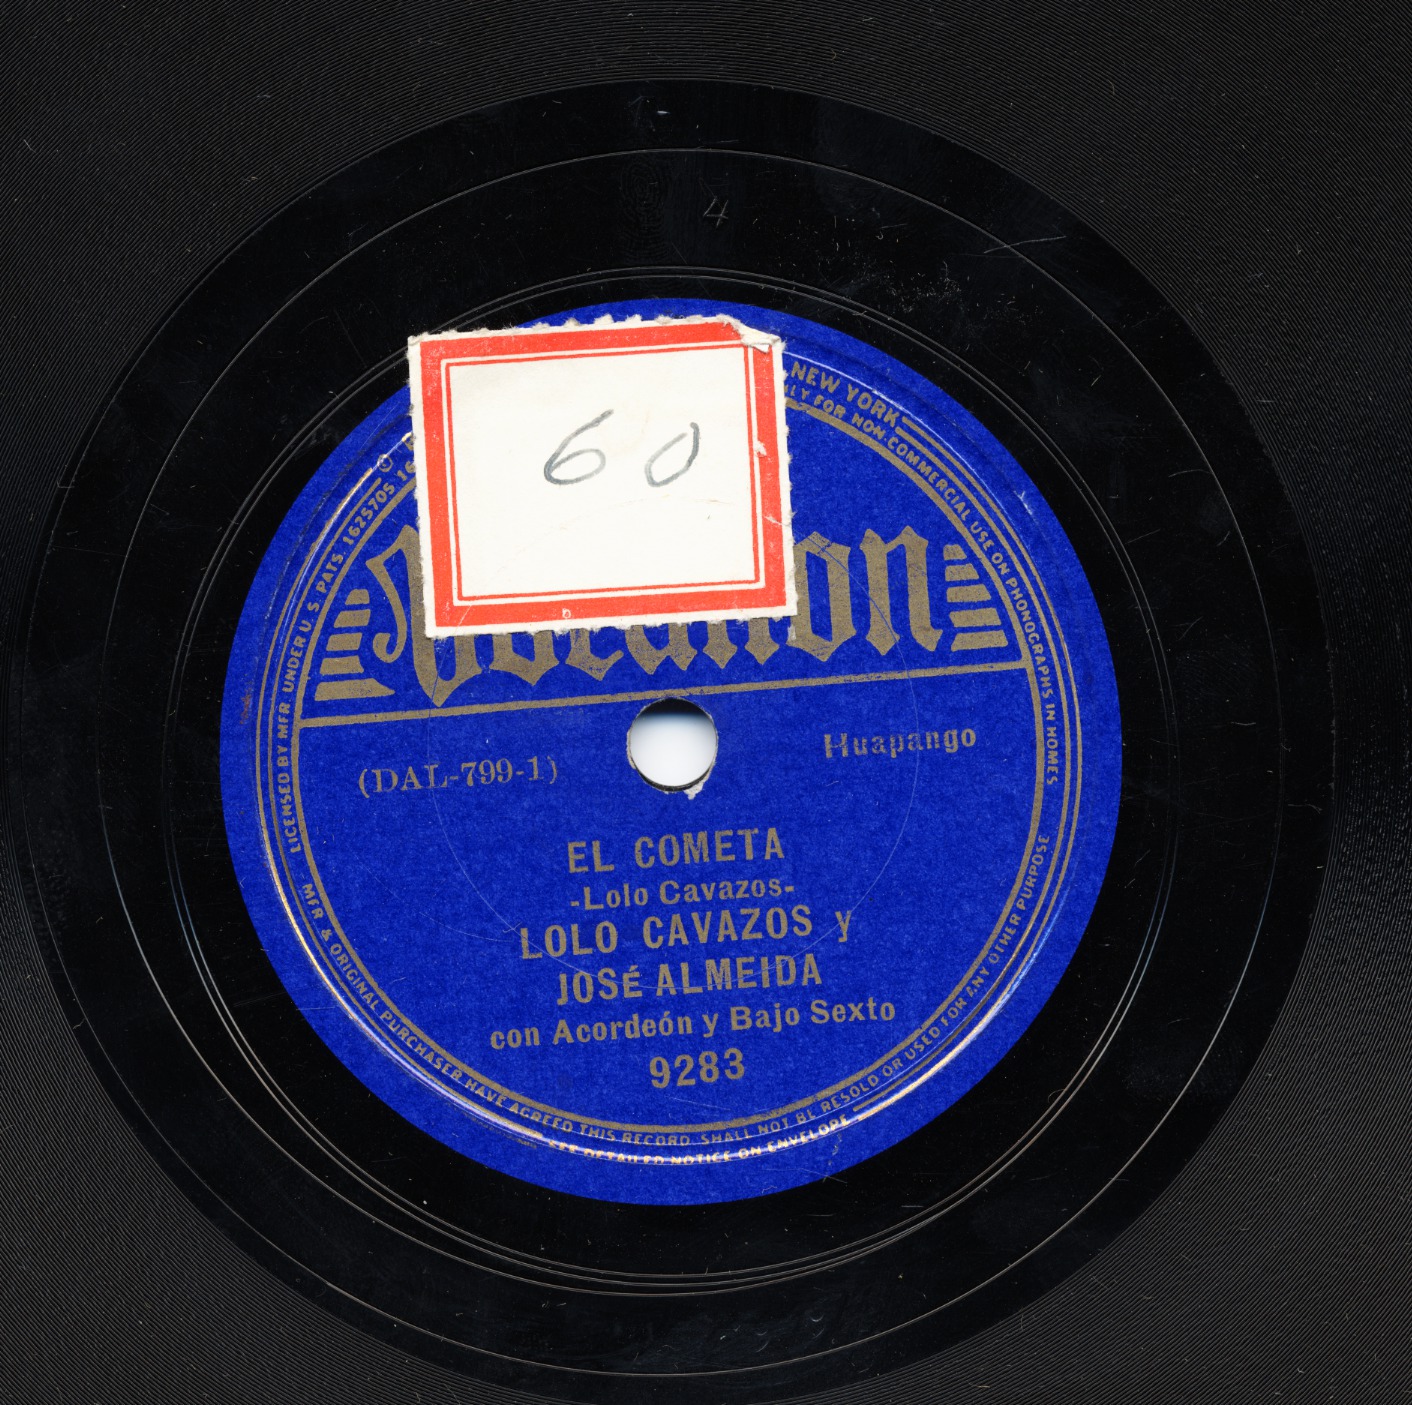 4
60
NEW YORK
FOR NON-COMMERCIAL USE ON PHONOGRAPHS IN HOMES
LICENSED BY MFR. UNDER U. S. PATS. 1625705
Vocalion
(DAL-799-1)
Huapango
EL COMETA
-Lolo Cavazos-
LOLO CAVAZOS y
JOSÉ ALMEIDA
con Acordeón y Bajo Sexto
9283
MFR. & ORIGINAL PURCHASER HAVE AGREED THIS RECORD SHALL NOT BE RESOLD OR USED FOR ANY OTHER PURPOSE
SEE DETAILED NOTICE ON ENVELOPE